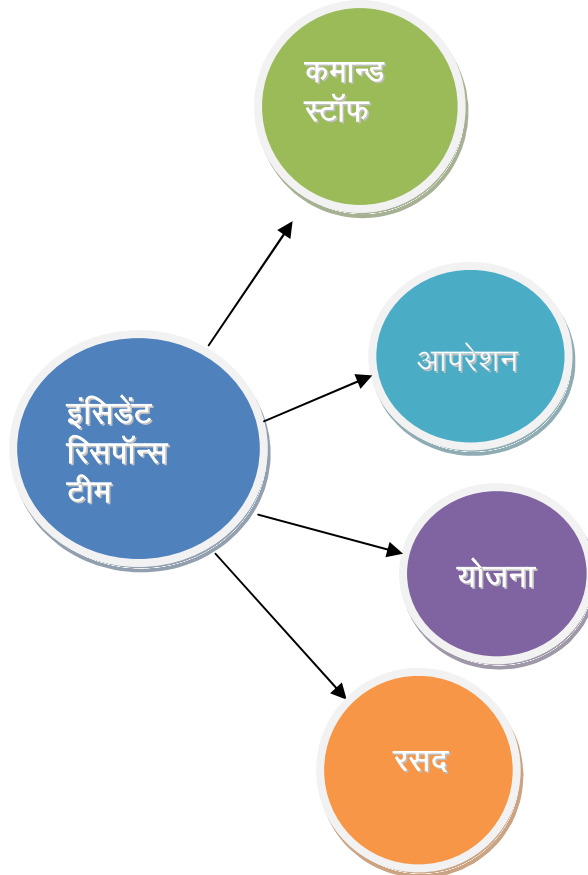 कमान्ड
स्टॉफ
आपरेशन
इंसिडेंट
रिसपॉन्स
टीम
योजना
रसद